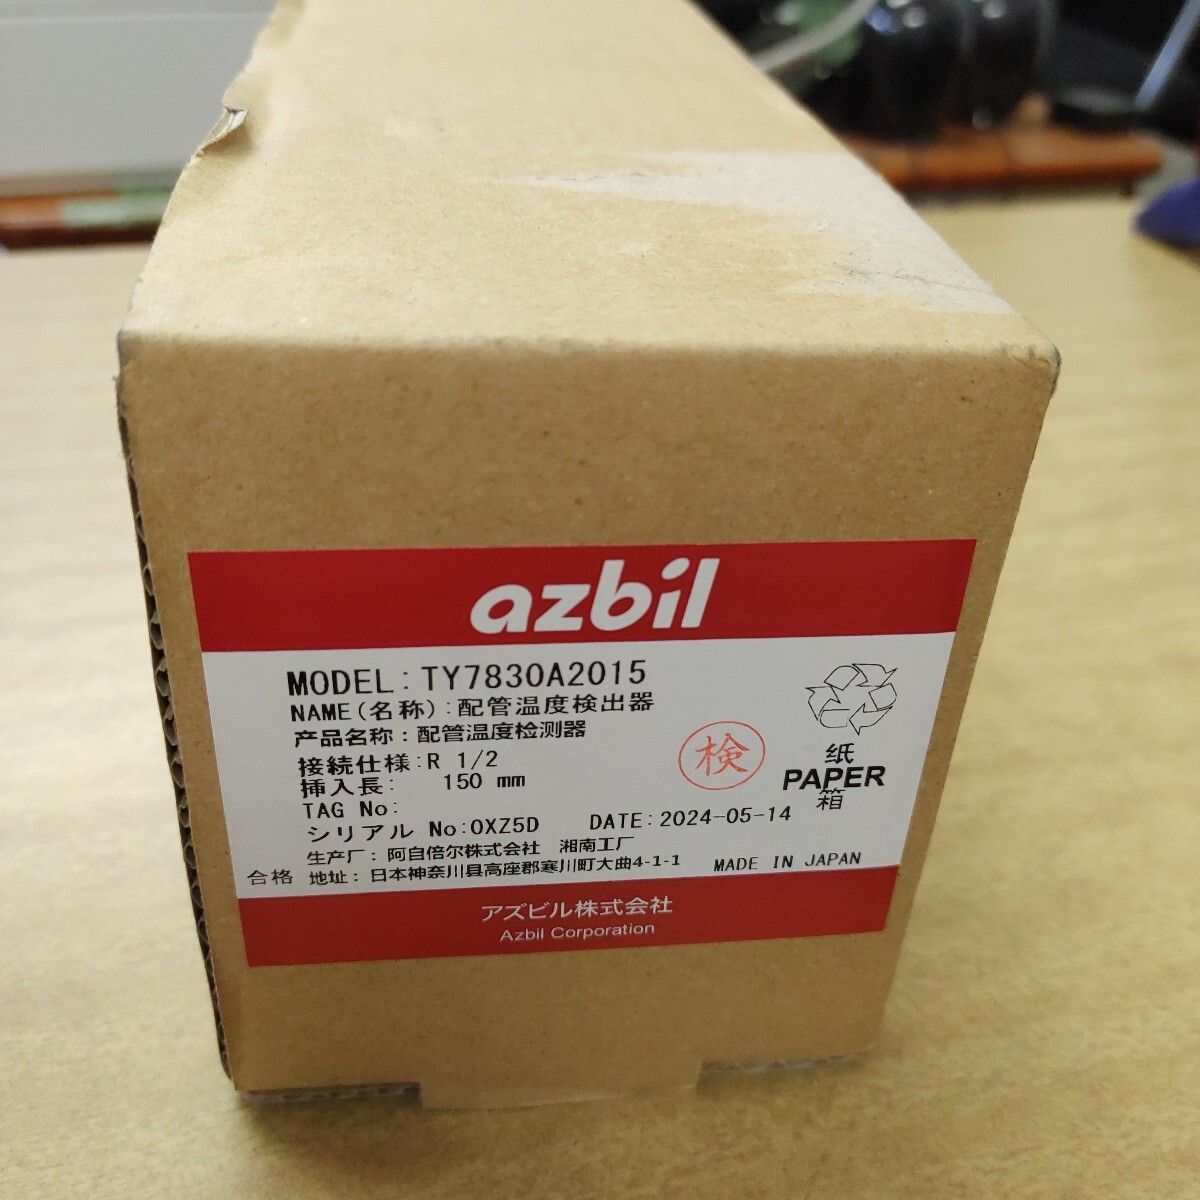 azbil
MODEL:TY7830A2015
NAME(名称):配管温度検出器
产品名称:配管温度检测器
接続仕様:R 1/2
挿入長: 150 mm
TAG No:
シリアル No:0XZ5D DATE:2024-05-14
生产厂:阿自倍尔株式会社 湘南工厂
合格 地址:日本神奈川县高座郡寒川町大曲4-1-1 MADE IN JAPAN
検
纸
PAPER
箱
アズビル株式会社
Azbil Corporation